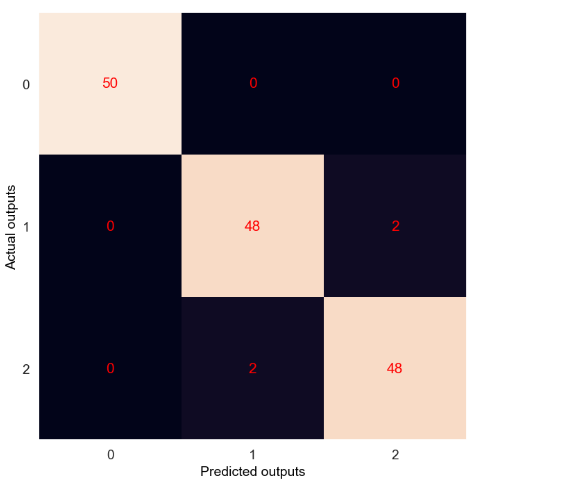 0 50 0 0
Actual outputs
1 0 48 2
2 0 2 48
0 1 2
Predicted outputs